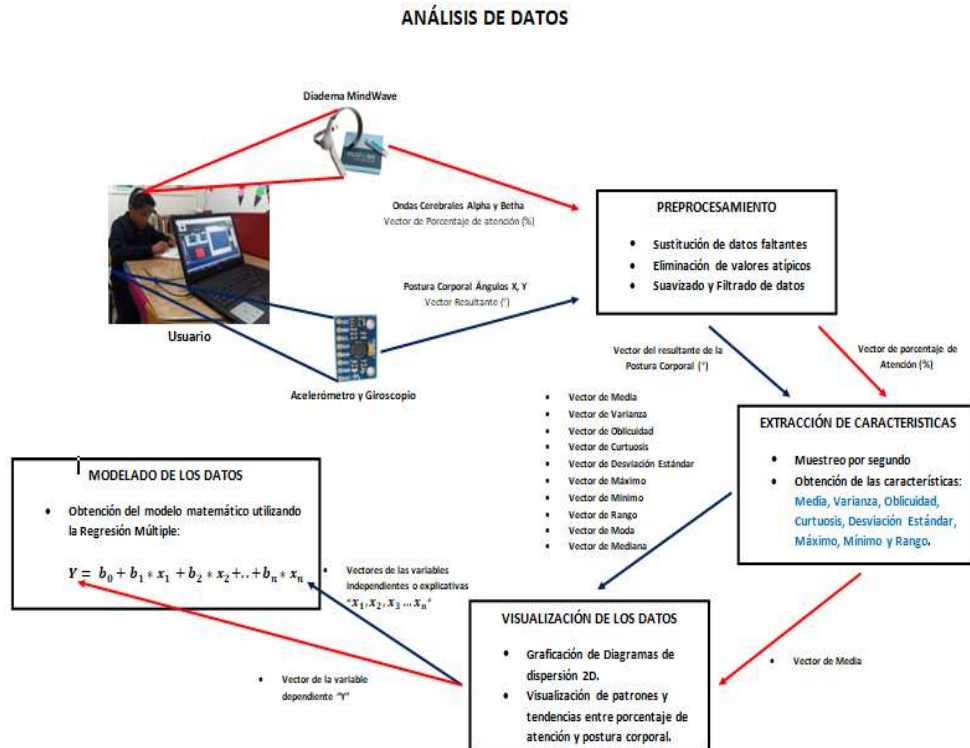 ANÁLISIS DE DATOS
Diadema MindWave
Ondas Cerebrales Alpha y Betha
Vector de Porcentaje de atención (%)
Usuario
Postura Corporal Ángulos X, Y
Vector Resultante (°)
Acelerómetro y Giroscopio
PREPROCESAMIENTO
• Sustitución de datos faltantes
• Eliminación de valores atípicos
• Suavizado y Filtrado de datos
Vector del resultante de la
Postura Corporal (°)
Vector de porcentaje de
Atención (%)
EXTRACCIÓN DE CARACTERISTICAS
• Muestreo por segundo
• Obtención de las características:
Media, Varianza, Oblicuidad,
Curtuosis, Desviación Estándar,
Máximo, Mínimo y Rango.
• Vector de Media
• Vector de Varianza
• Vector de Oblicuidad
• Vector de Curtuosis
• Vector de Desviación Estándar
• Vector de Máximo
• Vector de Mínimo
• Vector de Rango
• Vector de Moda
• Vector de Mediana
• Vector de Media
VISUALIZACIÓN DE LOS DATOS
• Graficación de Diagramas de
dispersión 2D.
• Visualización de patrones y
tendencias entre porcentaje de
atención y postura corporal.
• Vectores de las variables
independientes o explicativas
"x₁, x₂, x₃ ... xₙ"
• Vector de la variable
dependiente "Y"
MODELADO DE LOS DATOS
• Obtención del modelo matemático utilizando
la Regresión Múltiple:
Y = b₀ + b₁ * x₁ + b₂ * x₂+..+bₙ * xₙ